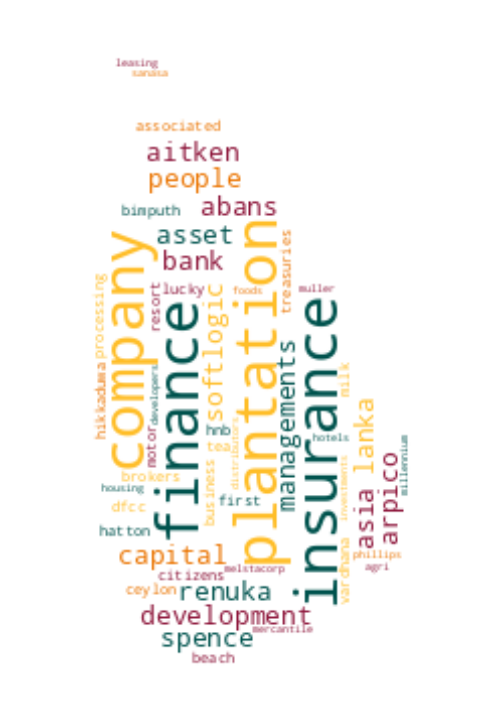 leasing
sanasa
associated
aitken
people
bimputh
abans
asset
bank
company
plantation
treasuries
processing
resort
lucky
foods
muller
finance
softlogic
insurance
managements
milk
hikkaduma
developers
motor
hnb
tea
distributors
hotels
lanka
millennium
brokers
housing
business
first
investments
asia
arpico
dfcc
hatton
capital
citizens
melstacorp
vardhana
phillips
agri
ceylon
renuka
development
spence
mercantile
beach